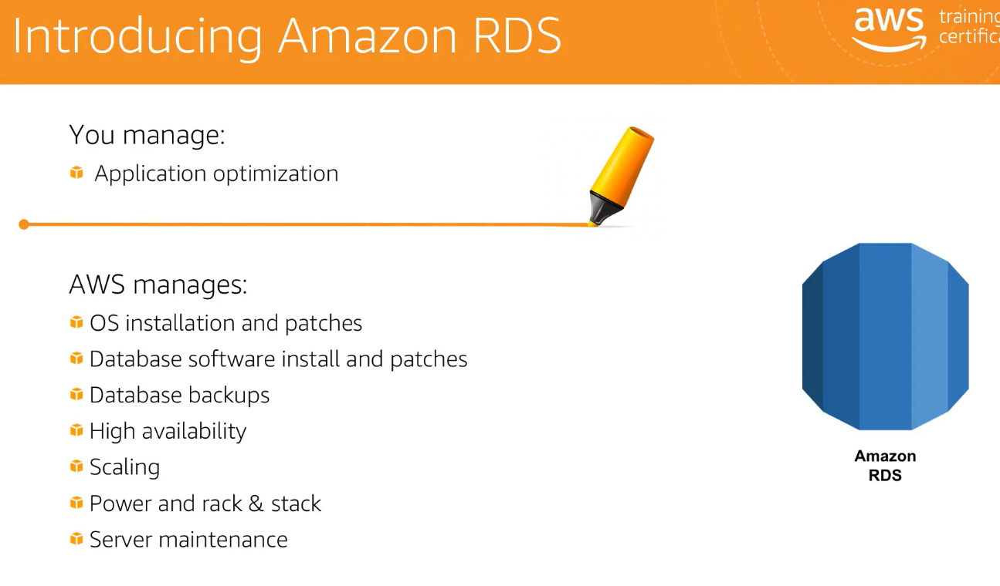 Introducing Amazon RDS
aws training
certifica
You manage:
Application optimization
AWS manages:
OS installation and patches
Database software install and patches
Database backups
High availability
Scaling
Power and rack & stack
Server maintenance
Amazon
RDS